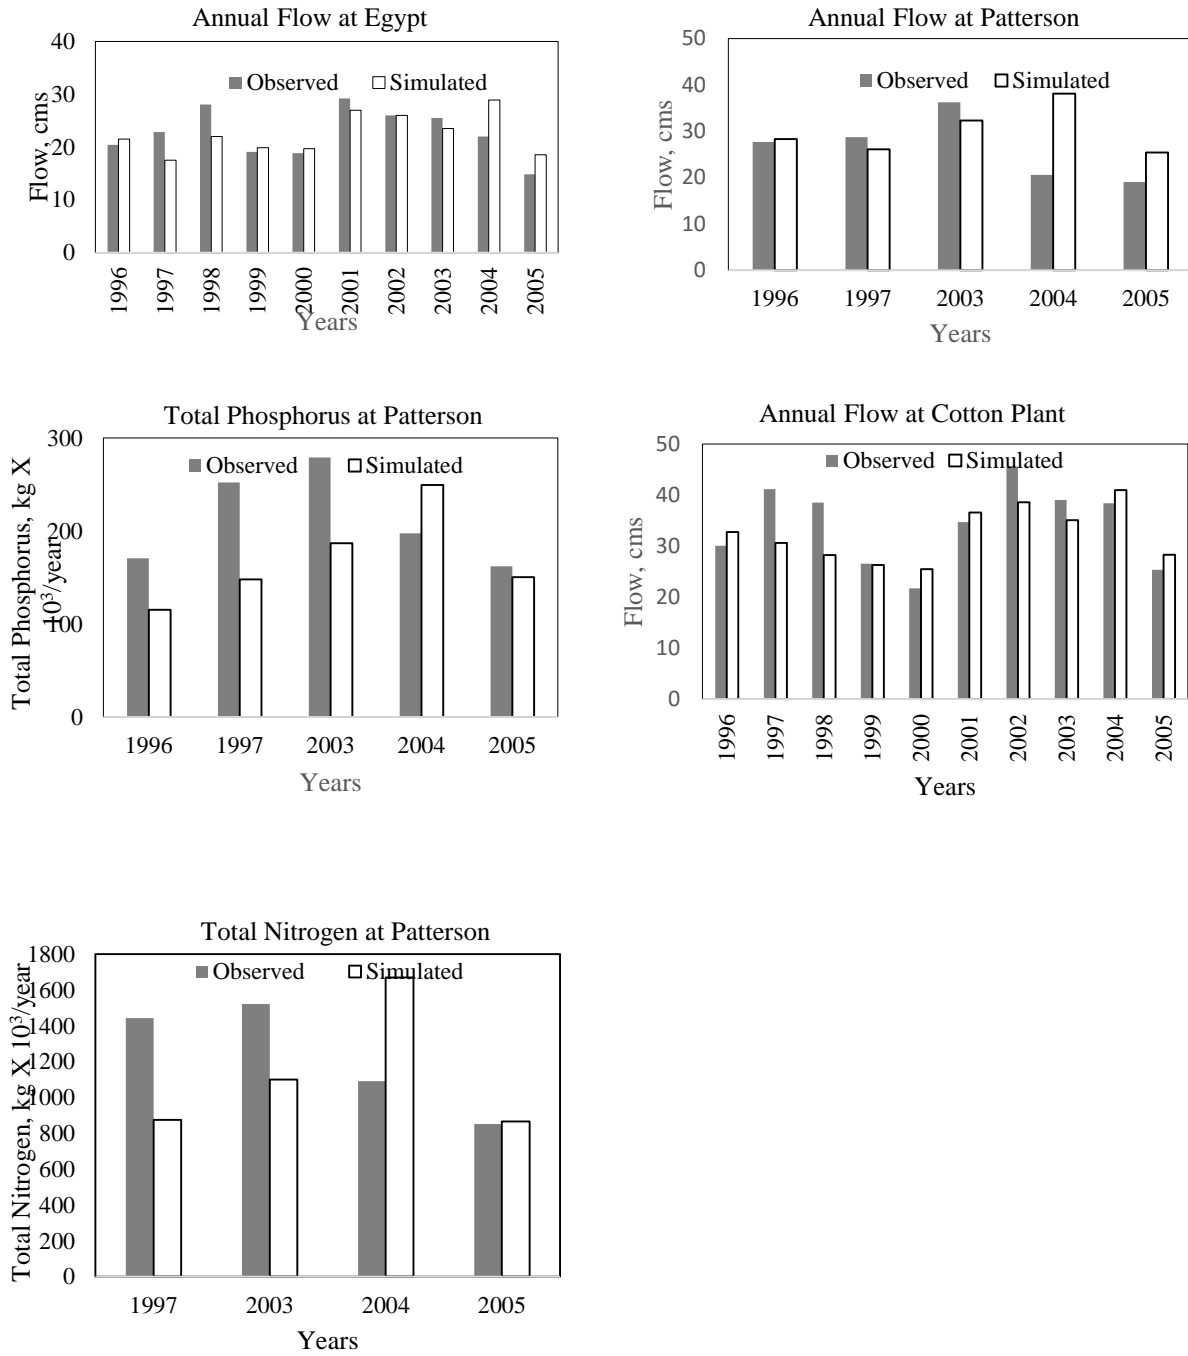 Annual Flow at Egypt
Flow, cms
40
30
20
10
0
Observed Simulated
1996 1997 1998 1999 2000 2001 2002 2003 2004 2005
Years
Annual Flow at Patterson
Flow, cms
50
40
30
20
10
0
Observed Simulated
1996 1997 2003 2004 2005
Years
Total Phosphorus at Patterson
Total Phosphorus, kg X
10³/year
300
200
100
0
Observed Simulated
1996 1997 2003 2004 2005
Years
Annual Flow at Cotton Plant
Flow, cms
50
40
30
20
10
0
Observed Simulated
1996 1997 1998 1999 2000 2001 2002 2003 2004 2005
Years
Total Nitrogen at Patterson
Total Nitrogen, kg X 10³/year
1800
1600
1400
1200
1000
800
600
400
200
0
Observed Simulated
1997 2003 2004 2005
Years